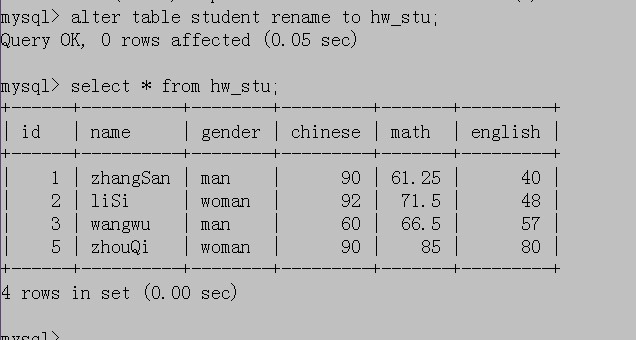 mysql> alter table student rename to hw_stu;
Query OK, 0 rows affected (0.05 sec)
mysql> select * from hw_stu;
+------+----------+--------+---------+-------+---------+
| id | name | gender | chinese | math | english |
+------+----------+--------+---------+-------+---------+
| 1 | zhangSan | man | 90 | 61.25 | 40 |
| 2 | liSi | woman | 92 | 71.5 | 48 |
| 3 | wangwu | man | 60 | 66.5 | 57 |
| 5 | zhouQi | woman | 90 | 85 | 80 |
+------+----------+--------+---------+-------+---------+
4 rows in set (0.00 sec)
mysql>